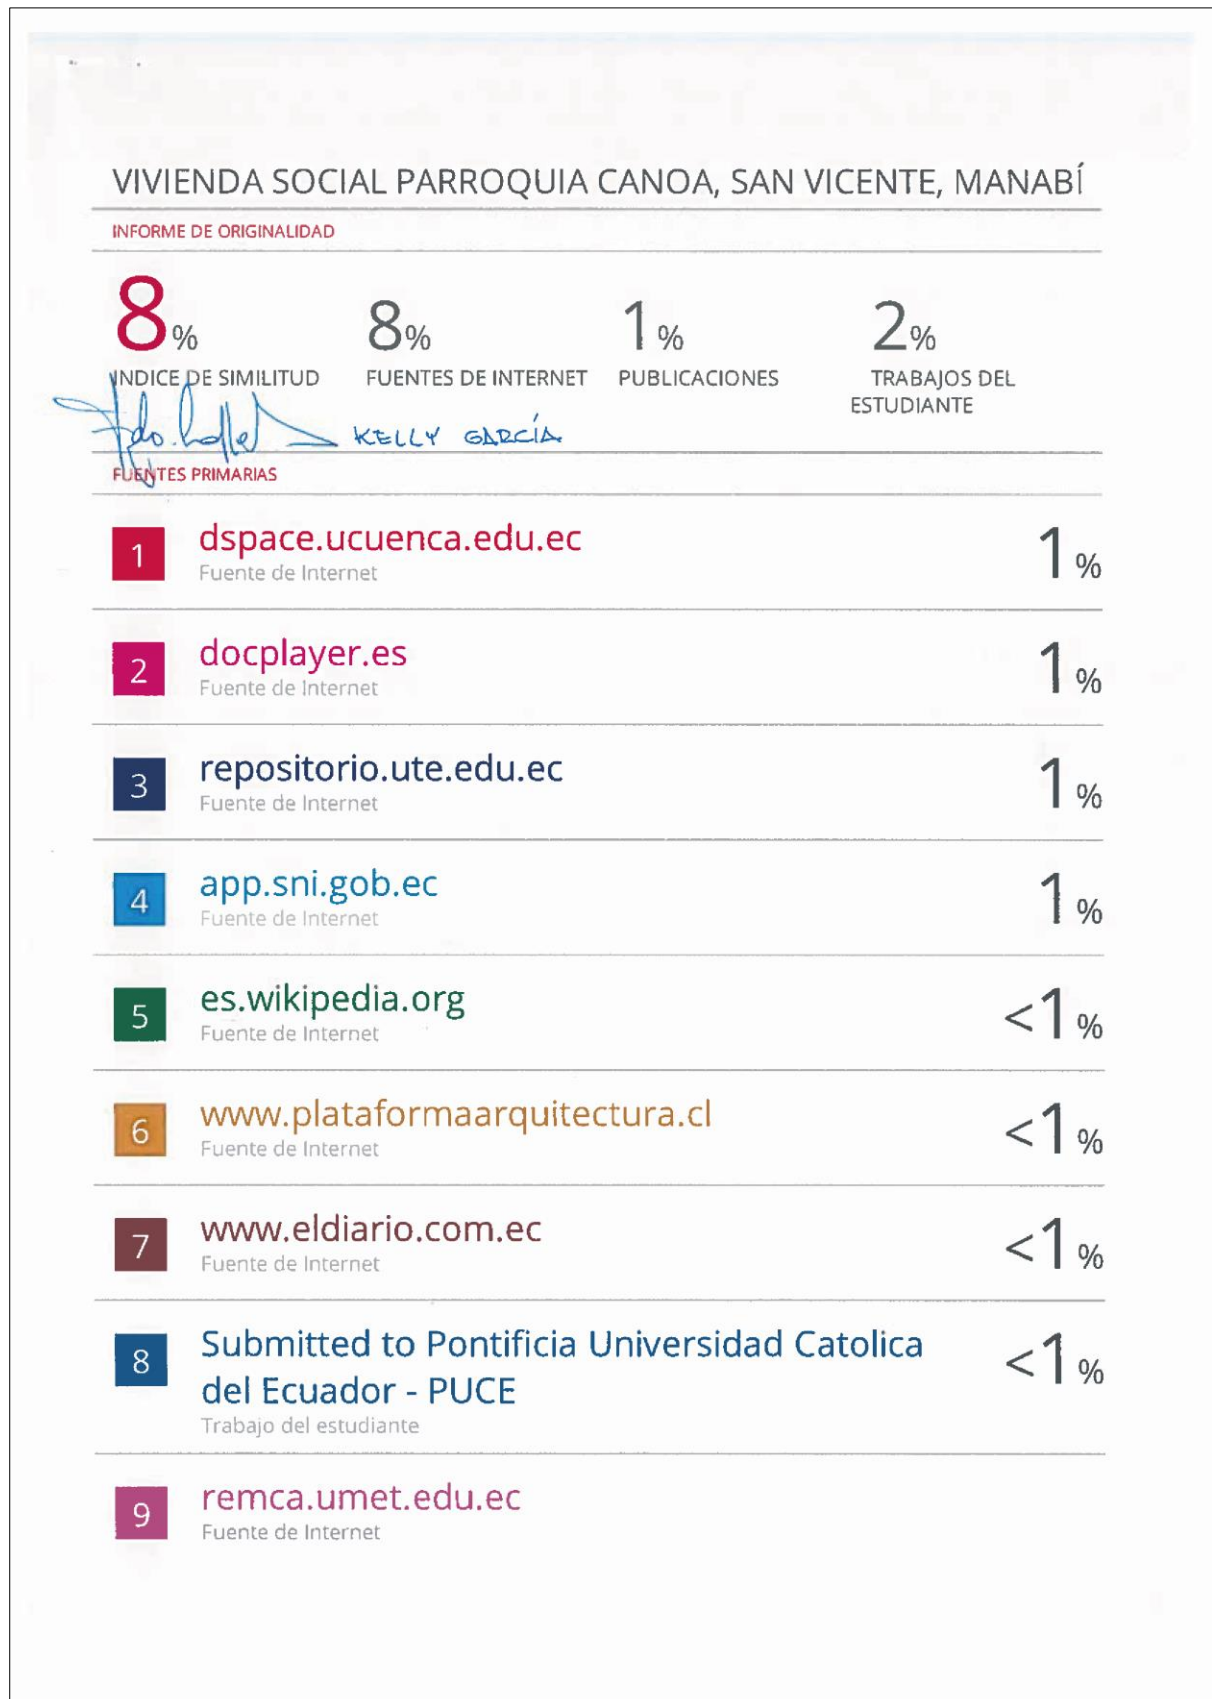 VIVIENDA SOCIAL PARROQUIA CANOA, SAN VICENTE, MANABÍ
INFORME DE ORIGINALIDAD
8% 8% 1% 2%
INDICE DE SIMILITUD FUENTES DE INTERNET PUBLICACIONES TRABAJOS DEL
ESTUDIANTE
KELLY GARCÍA
FUENTES PRIMARIAS
1 dspace.ucuenca.edu.ec 1%
Fuente de Internet
2 docplayer.es 1%
Fuente de Internet
3 repositorio.ute.edu.ec 1%
Fuente de Internet
4 app.sni.gob.ec 1%
Fuente de Internet
5 es.wikipedia.org <1%
Fuente de Internet
6 www.plataformaarquitectura.cl <1%
Fuente de Internet
7 www.eldiario.com.ec <1%
Fuente de Internet
8 Submitted to Pontificia Universidad Catolica <1%
del Ecuador - PUCE
Trabajo del estudiante
9 remca.umet.edu.ec
Fuente de Internet